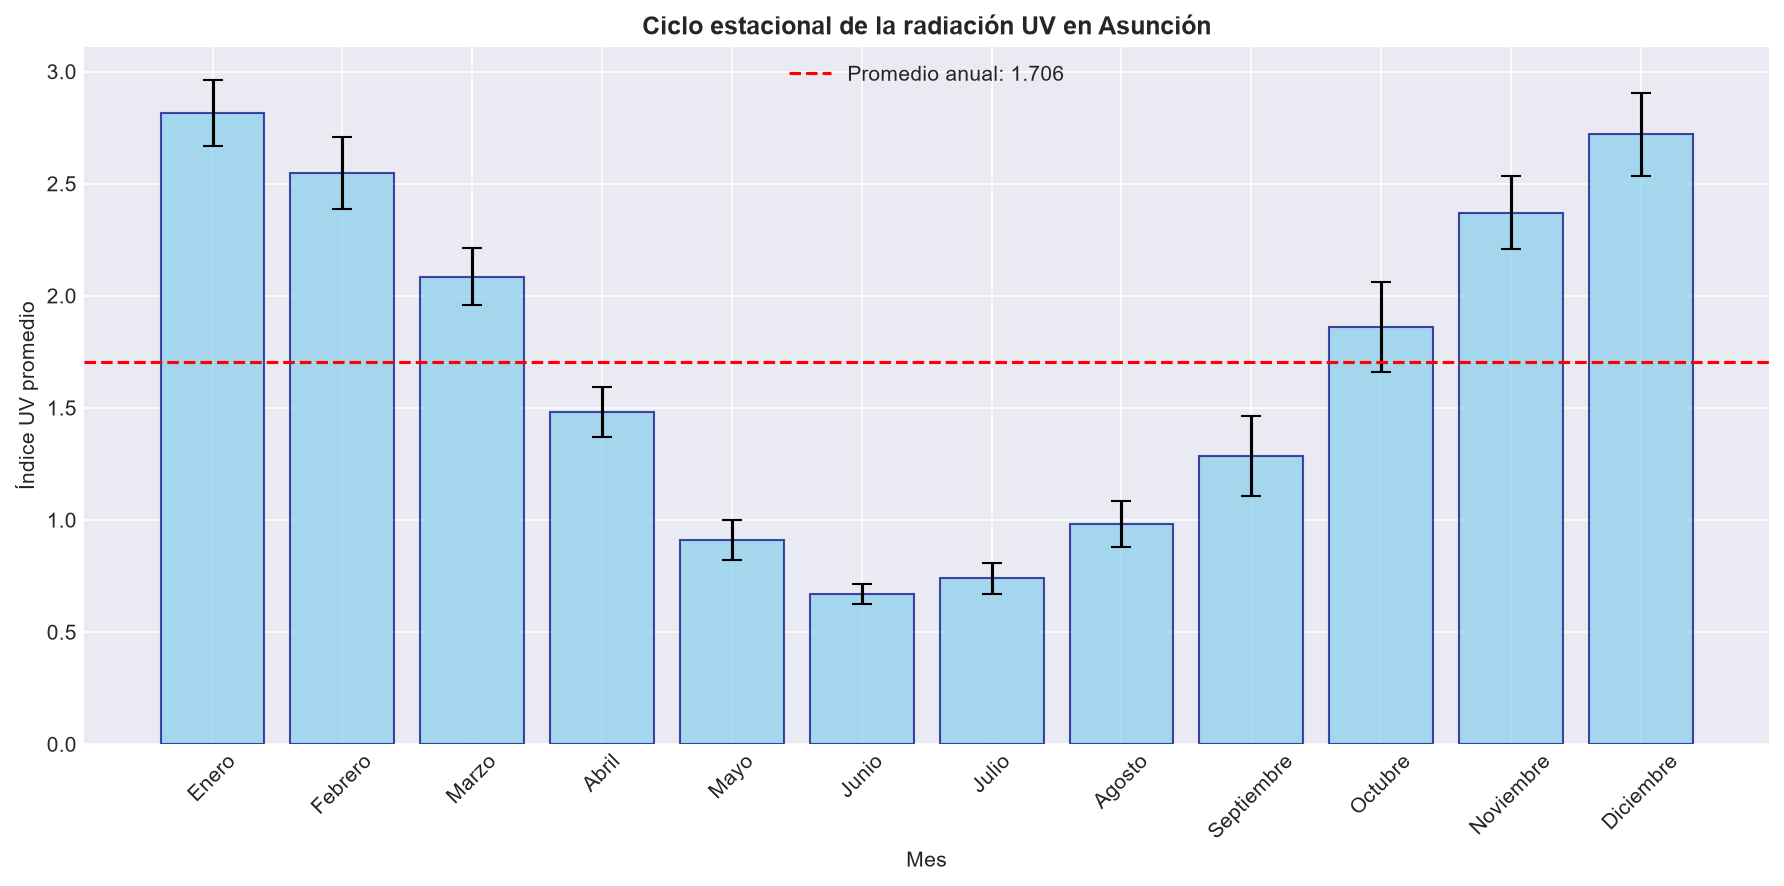 Ciclo estacional de la radiación UV en Asunción
Promedio anual: 1.706
Índice UV promedio
3.0
2.5
2.0
1.5
1.0
0.5
0.0
Enero
Febrero
Marzo
Abril
Mayo
Junio
Julio
Agosto
Septiembre
Octubre
Noviembre
Diciembre
Mes